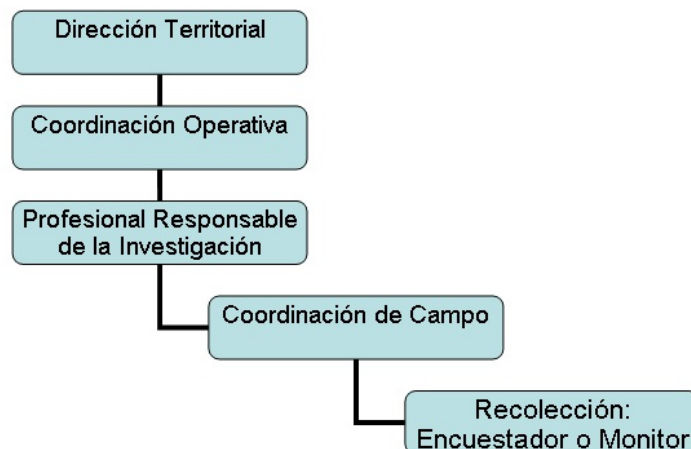 Dirección Territorial
Coordinación Operativa
Profesional Responsable
de la Investigación
Coordinación de Campo
Recolección:
Encuestador o Monitor